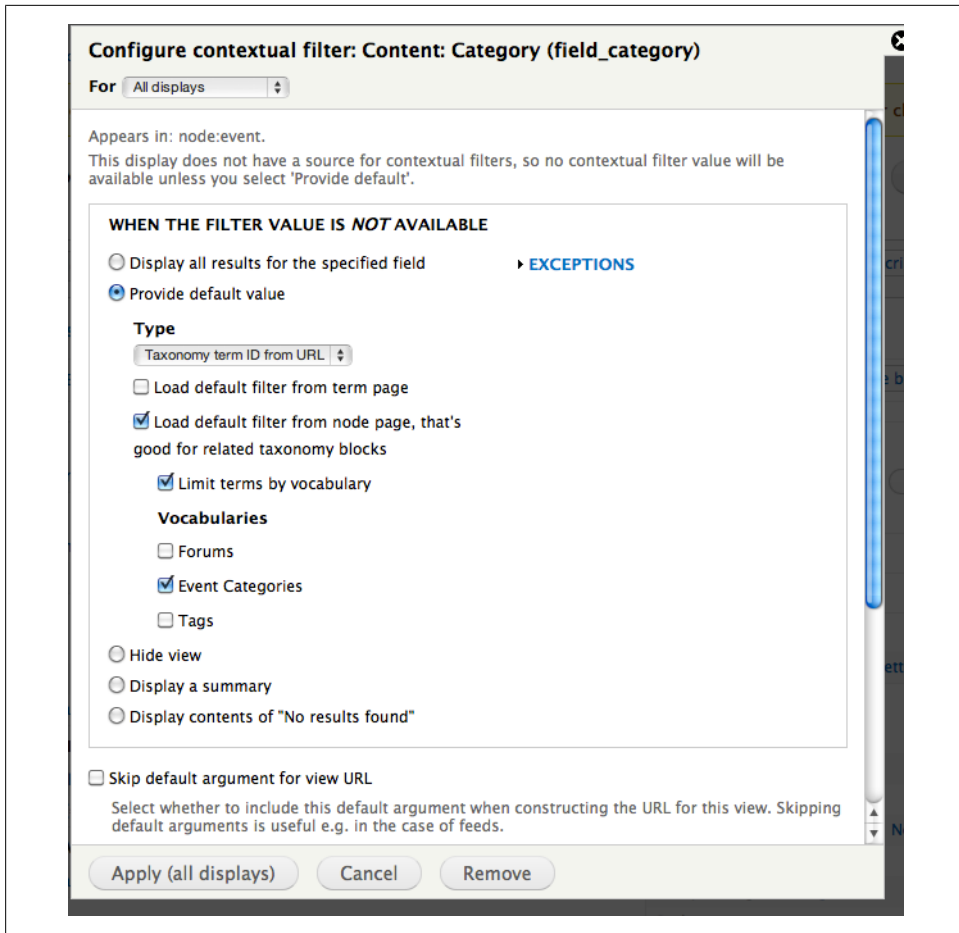 Configure contextual filter: Content: Category (field_category)
For All displays
Appears in: node:event.
This display does not have a source for contextual filters, so no contextual filter value will be
available unless you select 'Provide default'.
WHEN THE FILTER VALUE IS NOT AVAILABLE
Display all results for the specified field
EXCEPTIONS
Provide default value
Type
Taxonomy term ID from URL
Load default filter from term page
Load default filter from node page, that's
good for related taxonomy blocks
Limit terms by vocabulary
Vocabularies
Forums
Event Categories
Tags
Hide view
Display a summary
Display contents of "No results found"
Skip default argument for view URL
Select whether to include this default argument when constructing the URL for this view. Skipping
default arguments is useful e.g. in the case of feeds.
Apply (all displays)
Cancel
Remove